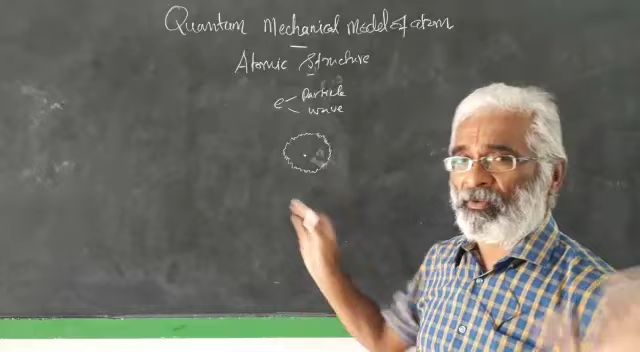 Quantum Mechanical Model of atom
Atomic Structure
e particle
wave